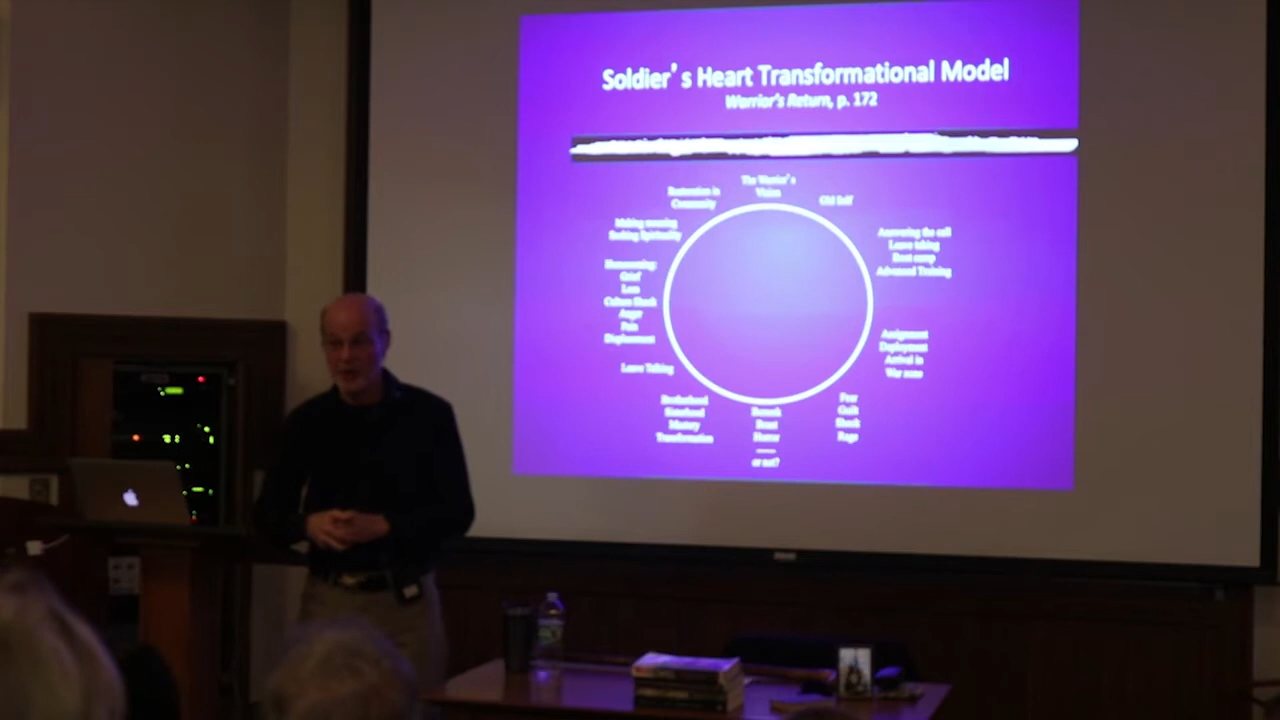 Soldier's Heart Transformational Model
Warrior's Return, p. 172
The Warrior's
Vision
Old Self
Answering the call
Leave taking
Boot camp
Advanced Training
Assignment
Deployment
Arrival in
War zone
Fear
Guilt
Shock
Rage
Berserk
Beast
Horror
or not?
Brotherhood
Sisterhood
Mastery
Transformation
Leave Taking
Homecoming:
Grief
Loss
Culture Shock
Anger
Pain
Displacement
Making meaning
Seeking Spirituality
Restoration in
Community